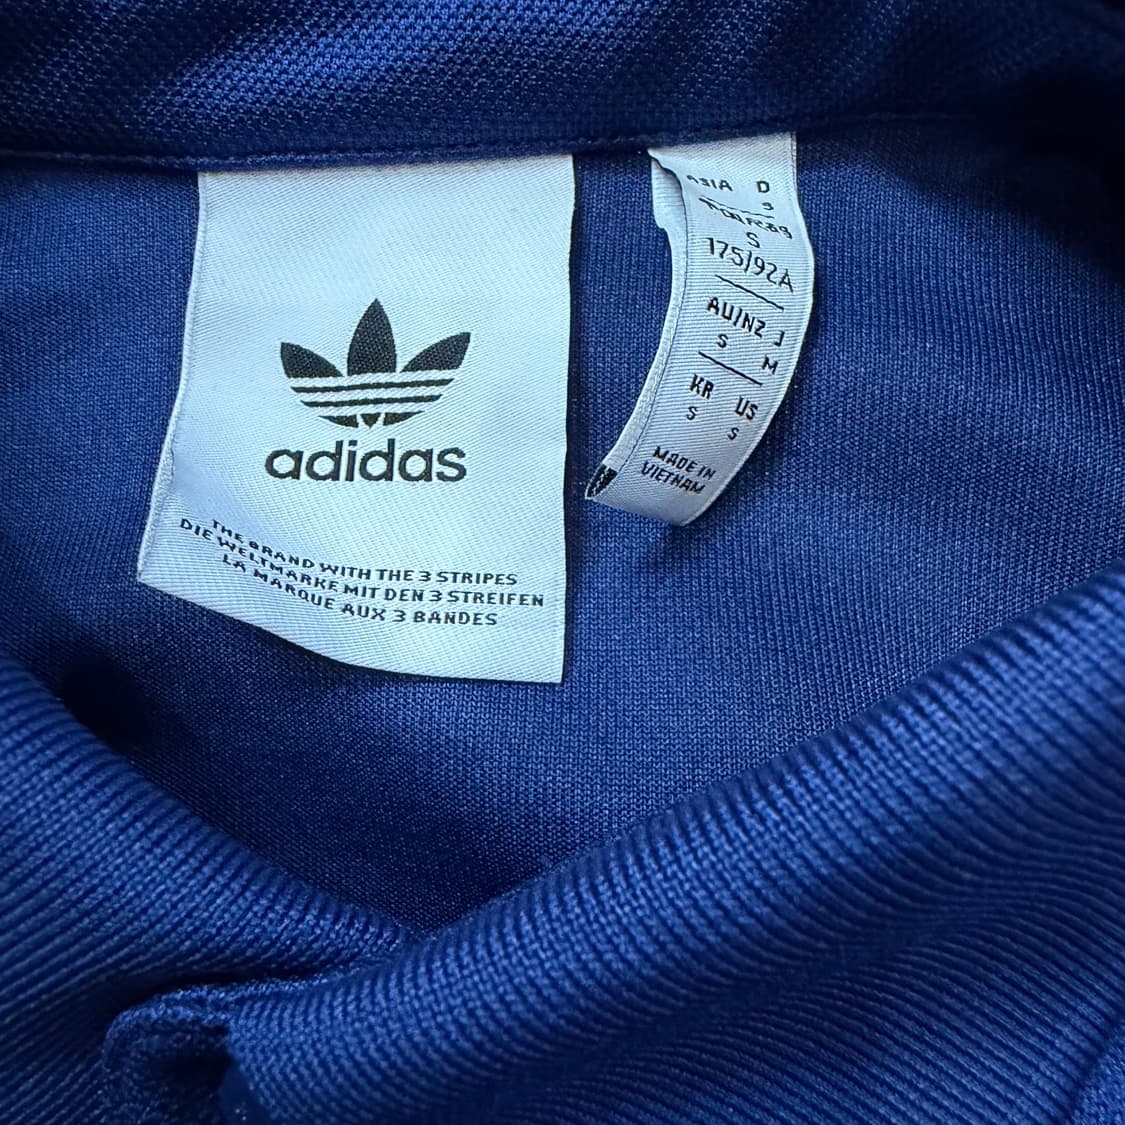 adidas
THE BRAND WITH THE 3 STRIPES
DIE WELTMARKE MIT DEN 3 STREIFEN
LA MARQUE AUX 3 BANDES
ASIA D
S
175/92A
AU/NZ J
S M
KR US
S S
MADE IN
VIETNAM